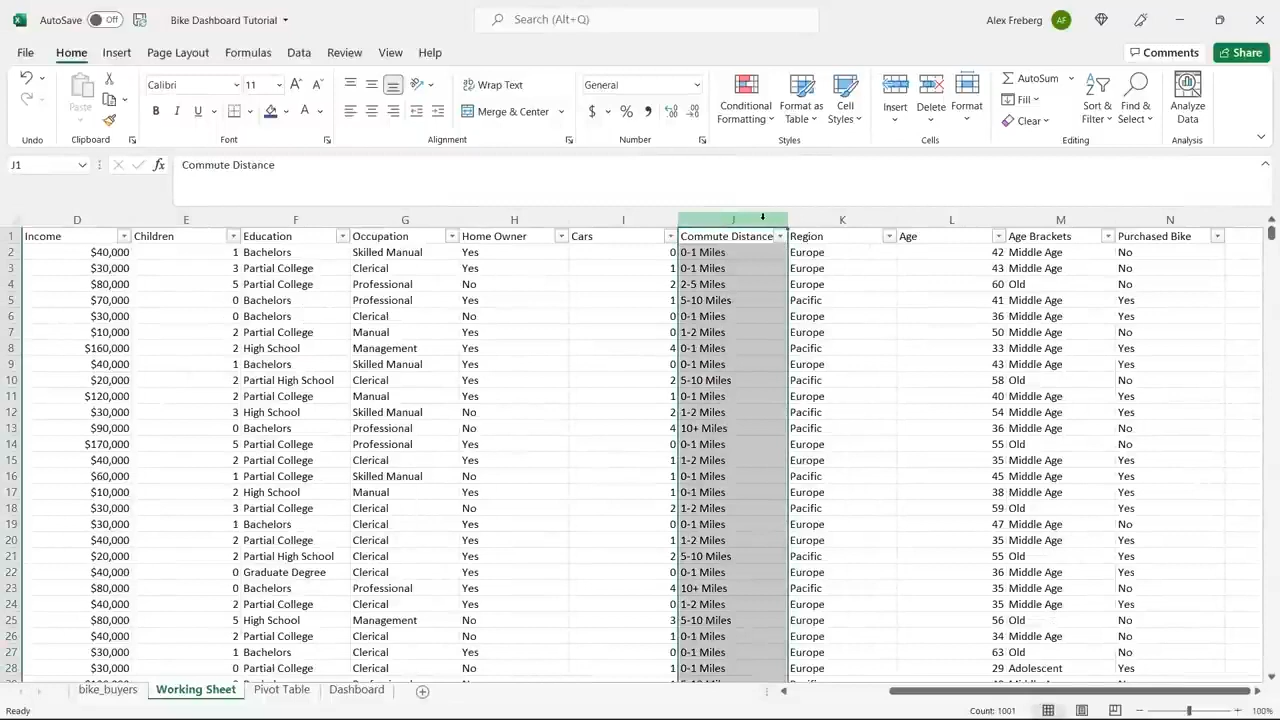 AutoSave Off Bike Dashboard Tutorial Search (Alt+Q) Alex Freberg AF
File Home Insert Page Layout Formulas Data Review View Help Comments Share
Paste Calibri 11 Wrap Text General Conditional Formatting Format as Table Cell Styles Insert Delete Format AutoSum Sort & Filter Find & Select Analyze Data
B I U A Merge & Center $ % Fill
Clear
Undo Clipboard Font Alignment Number Styles Cells Editing Analysis
J1 fx Commute Distance
D E F G H I J K L M N
1 Income Children Education Occupation Home Owner Cars Commute Distance Region Age Age Brackets Purchased Bike
2 $40,000 1 Bachelors Skilled Manual Yes 0 0-1 Miles Europe 42 Middle Age No
3 $30,000 3 Partial College Clerical Yes 1 0-1 Miles Europe 43 Middle Age No
4 $80,000 5 Partial College Professional No 2 2-5 Miles Europe 60 Old No
5 $70,000 0 Bachelors Professional Yes 1 5-10 Miles Pacific 41 Middle Age Yes
6 $30,000 0 Bachelors Clerical No 0 0-1 Miles Europe 36 Middle Age Yes
7 $10,000 2 Partial College Manual Yes 0 1-2 Miles Europe 50 Middle Age No
8 $160,000 2 High School Management Yes 4 0-1 Miles Pacific 33 Middle Age Yes
9 $40,000 1 Bachelors Skilled Manual Yes 0 0-1 Miles Europe 43 Middle Age Yes
10 $20,000 2 Partial High School Clerical Yes 2 5-10 Miles Pacific 58 Old No
11 $120,000 2 Partial College Manual Yes 1 0-1 Miles Europe 40 Middle Age Yes
12 $30,000 3 High School Skilled Manual No 2 1-2 Miles Pacific 54 Middle Age Yes
13 $90,000 0 Bachelors Professional No 4 10+ Miles Pacific 36 Middle Age No
14 $170,000 5 Partial College Professional Yes 0 0-1 Miles Europe 55 Old No
15 $40,000 2 Partial College Clerical Yes 1 1-2 Miles Europe 35 Middle Age Yes
16 $60,000 1 Partial College Skilled Manual No 1 0-1 Miles Pacific 45 Middle Age Yes
17 $10,000 2 High School Manual Yes 1 0-1 Miles Europe 38 Middle Age Yes
18 $30,000 3 Partial College Clerical No 2 1-2 Miles Pacific 59 Old Yes
19 $30,000 1 Bachelors Clerical Yes 0 0-1 Miles Europe 47 Middle Age No
20 $40,000 2 Partial College Clerical Yes 1 1-2 Miles Europe 35 Middle Age Yes
21 $20,000 2 Partial High School Clerical Yes 2 5-10 Miles Pacific 55 Old Yes
22 $40,000 0 Graduate Degree Clerical Yes 0 0-1 Miles Europe 36 Middle Age Yes
23 $80,000 0 Bachelors Professional Yes 4 10+ Miles Pacific 35 Middle Age No
24 $40,000 2 Partial College Clerical Yes 0 1-2 Miles Europe 35 Middle Age Yes
25 $80,000 5 High School Management No 3 5-10 Miles Europe 56 Old No
26 $40,000 2 Partial College Clerical No 1 0-1 Miles Europe 34 Middle Age No
27 $30,000 1 Bachelors Clerical Yes 0 0-1 Miles Europe 63 Old No
28 $30,000 0 Partial College Clerical No 1 0-1 Miles Europe 29 Adolescent Yes
bike_buyers Working Sheet Pivot Table Dashboard
Ready Count: 1001 100%